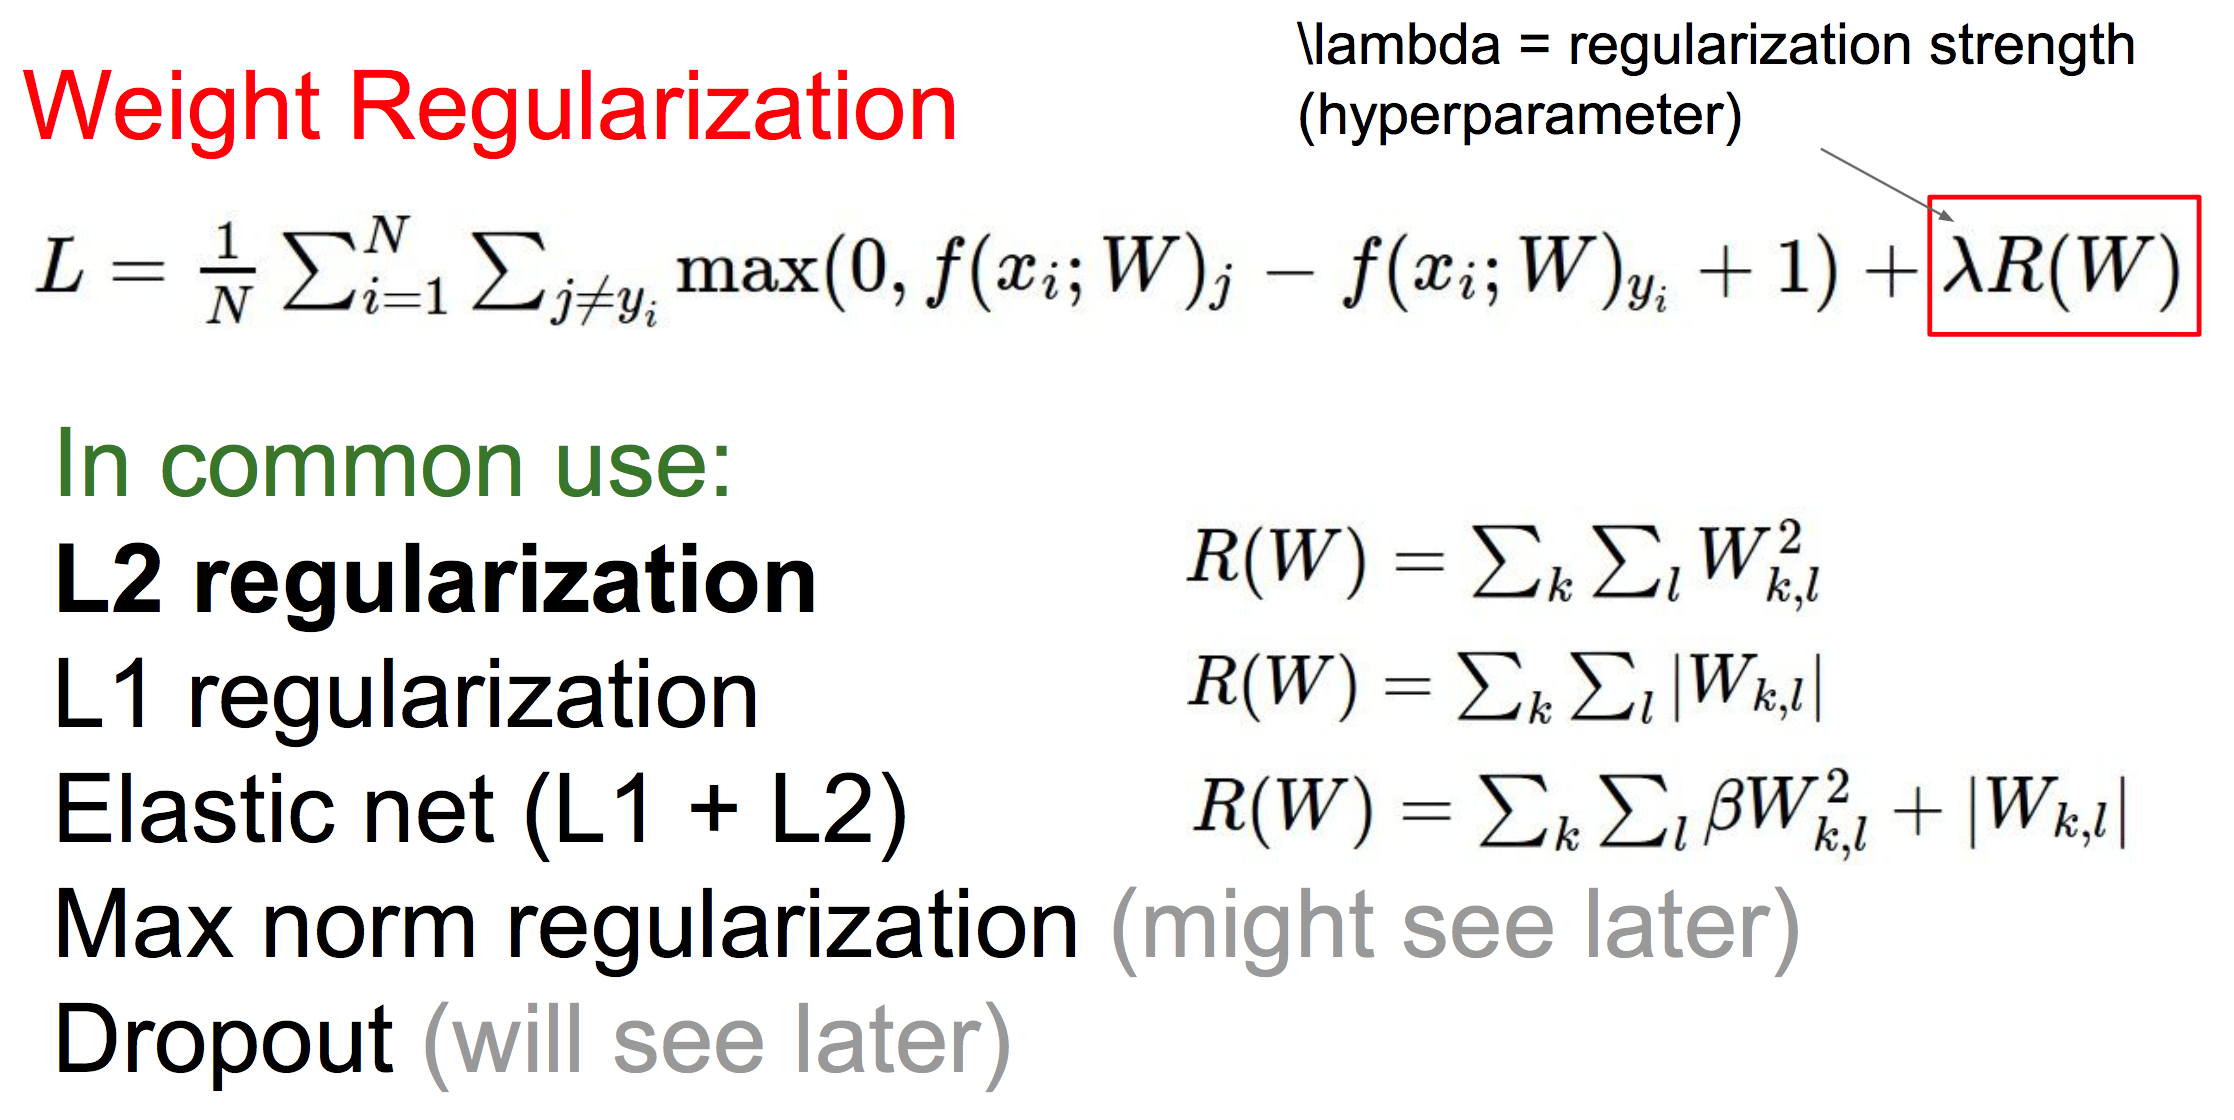 \lambda = regularization strength
(hyperparameter)
Weight Regularization
L = \frac{1}{N} \sum_{i=1}^{N} \sum_{j \neq y_i} \max(0, f(x_i; W)_j - f(x_i; W)_{y_i} + 1) + \lambda R(W)
In common use:
L2 regularization R(W) = \sum_k \sum_l W_{k,l}^2
L1 regularization R(W) = \sum_k \sum_l |W_{k,l}|
Elastic net (L1 + L2) R(W) = \sum_k \sum_l \beta W_{k,l}^2 + |W_{k,l}|
Max norm regularization (might see later)
Dropout (will see later)